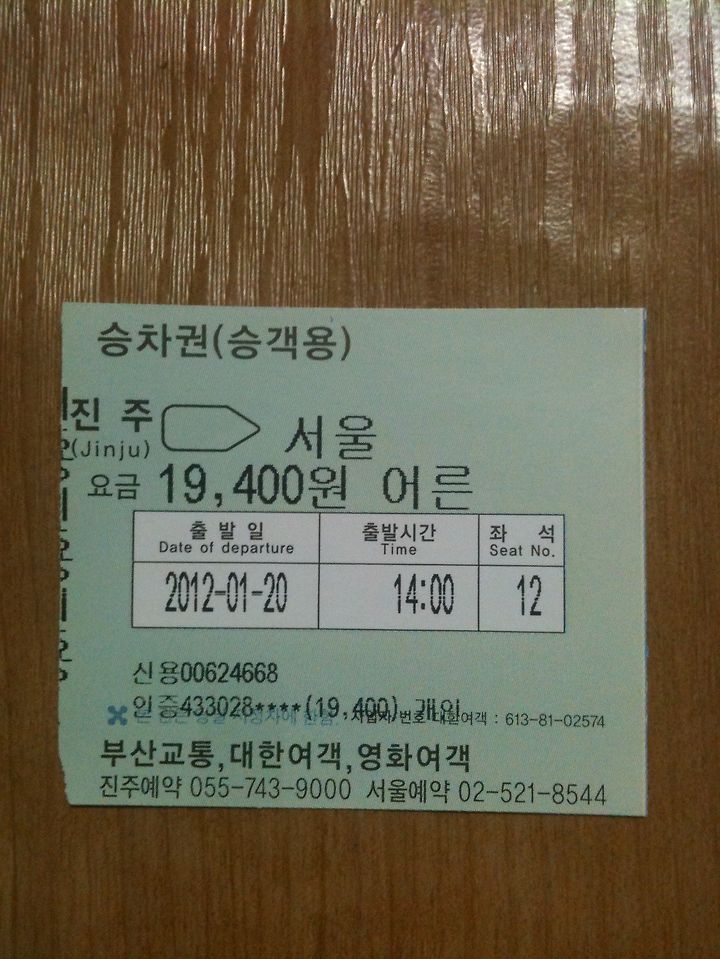 승차권(승객용)
진 주 서울
(Jinju)
요금 19,400원 어른
출 발 일 출발시간 좌 석
Date of departure Time Seat No.
2012-01-20 14:00 12
신용00624668
인증433028****(19,400) 개인
사업자 번호 대한여객 : 613-81-02574
부산교통,대한여객,영화여객
진주예약 055-743-9000 서울예약 02-521-8544